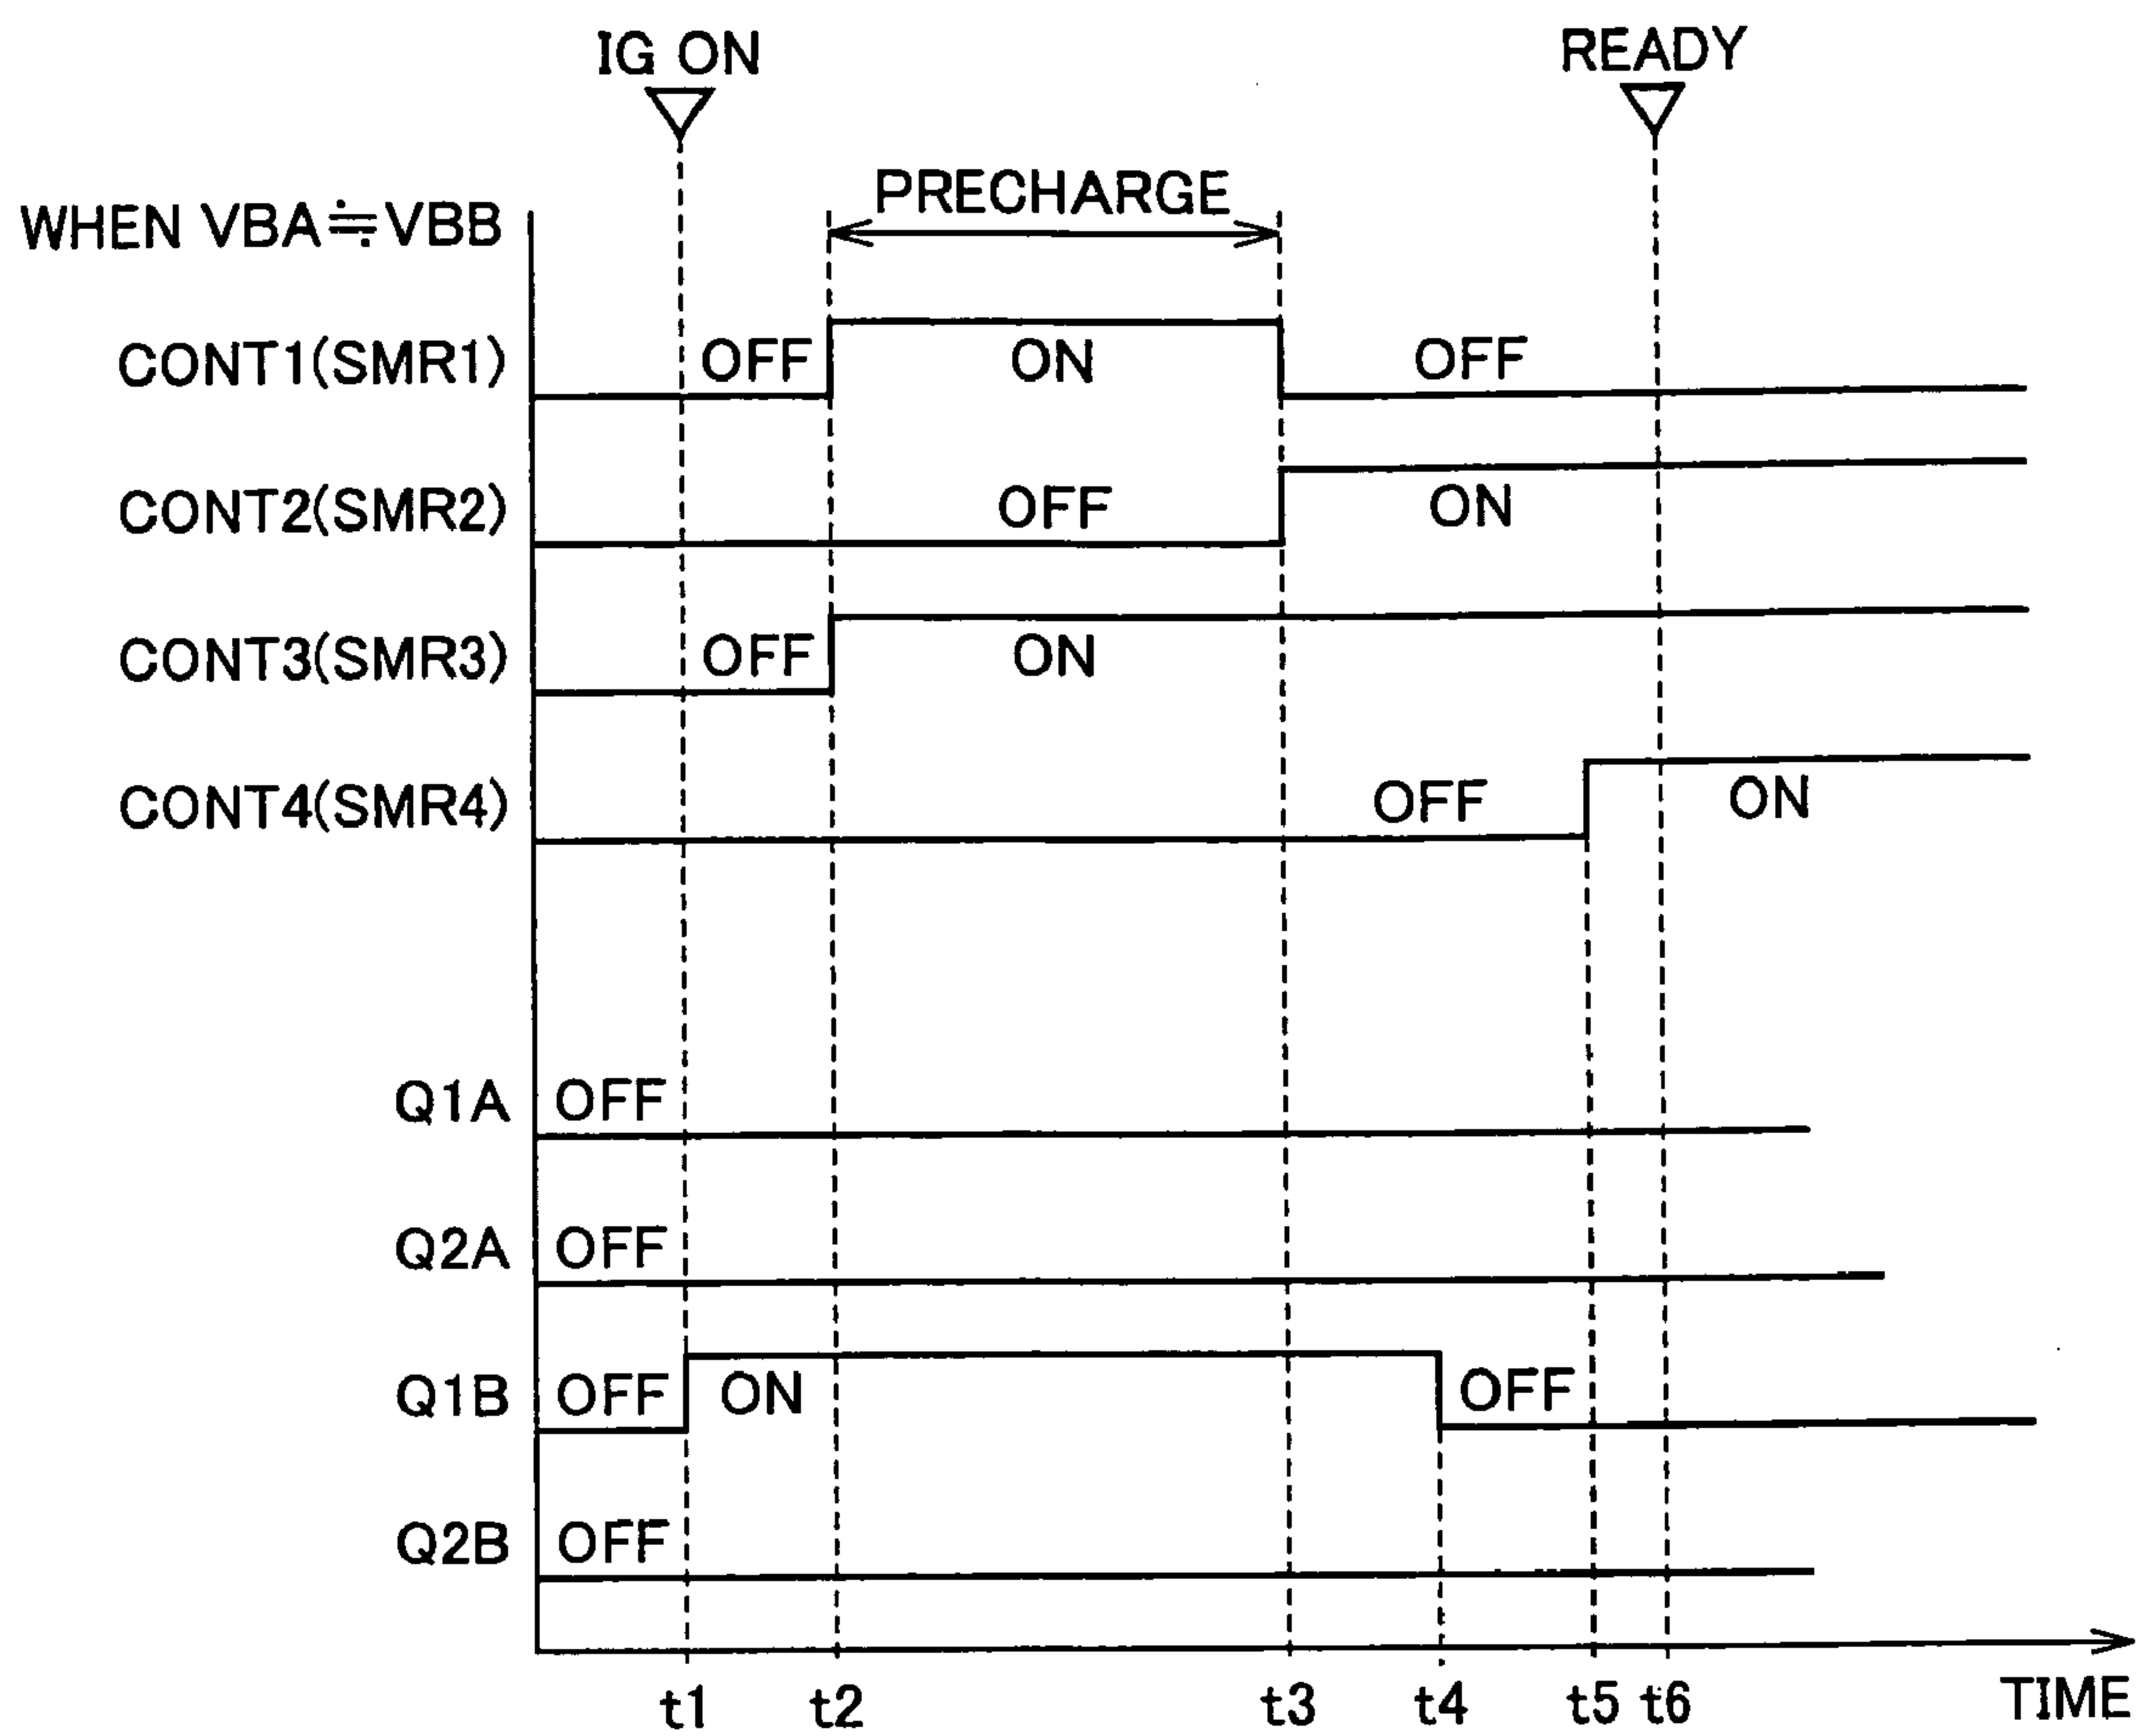 IG ON READY
PRECHARGE
WHEN VBA≒VBB
CONT1(SMR1) OFF ON OFF
CONT2(SMR2) OFF ON
CONT3(SMR3) OFF ON
CONT4(SMR4) OFF ON
Q1A OFF
Q2A OFF
Q1B OFF ON OFF
Q2B OFF
t1 t2 t3 t4 t5 t6 TIME